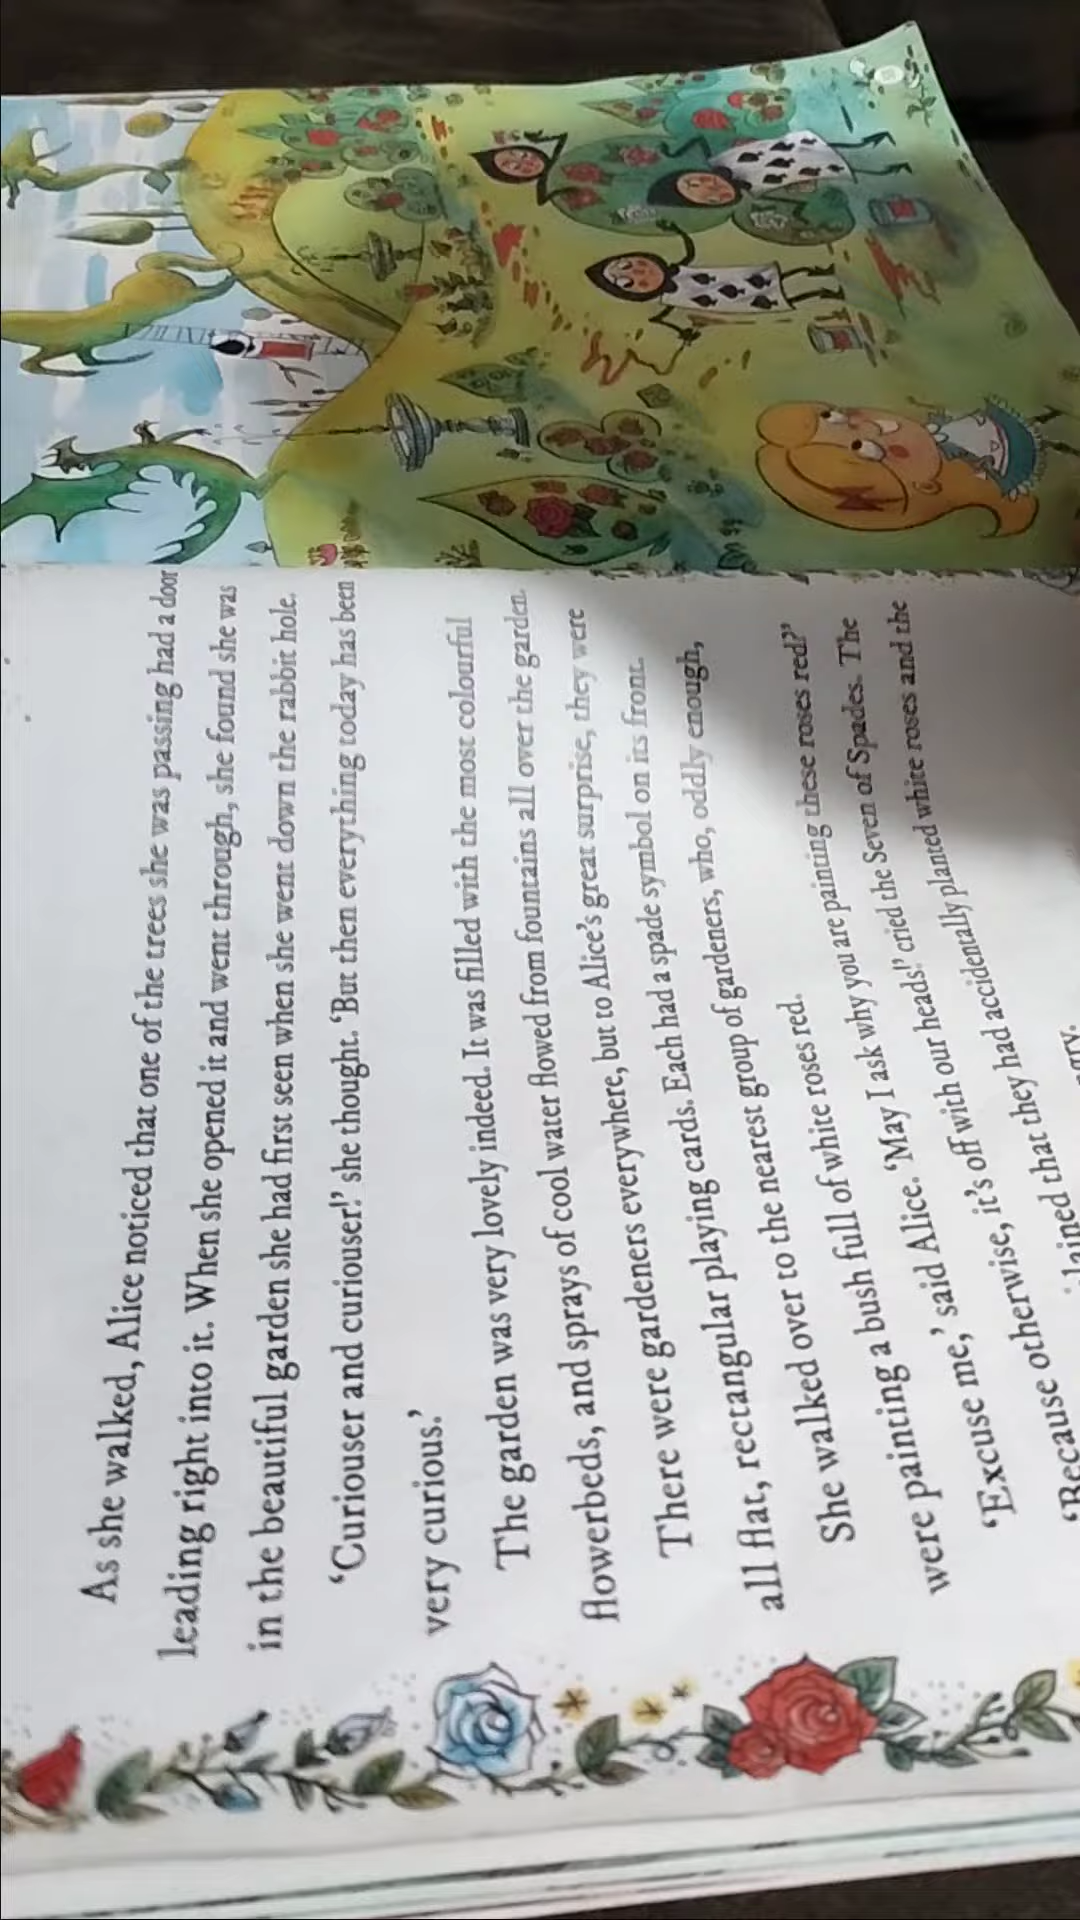 As she walked, Alice noticed that one of the trees she was passing had a door
leading right into it. When she opened it and went through, she found she was
in the beautiful garden she had first seen when she went down the rabbit hole.
‘Curiouser and curiouser!’ she thought. ‘But then everything today has been
very curious.’
The garden was very lovely indeed. It was filled with the most colourful
flowerbeds, and sprays of cool water flowed from fountains all over the garden.
There were gardeners everywhere, but to Alice’s great surprise, they were
all flat, rectangular playing cards. Each had a spade symbol on its front.
She walked over to the nearest group of gardeners, who, oddly enough,
were painting a bush full of white roses red.
‘Excuse me,’ said Alice. ‘May I ask why you are painting these roses red?’
‘Because otherwise, it’s off with our heads!’ cried the Seven of Spades. The
that they had accidentally planted white roses and the